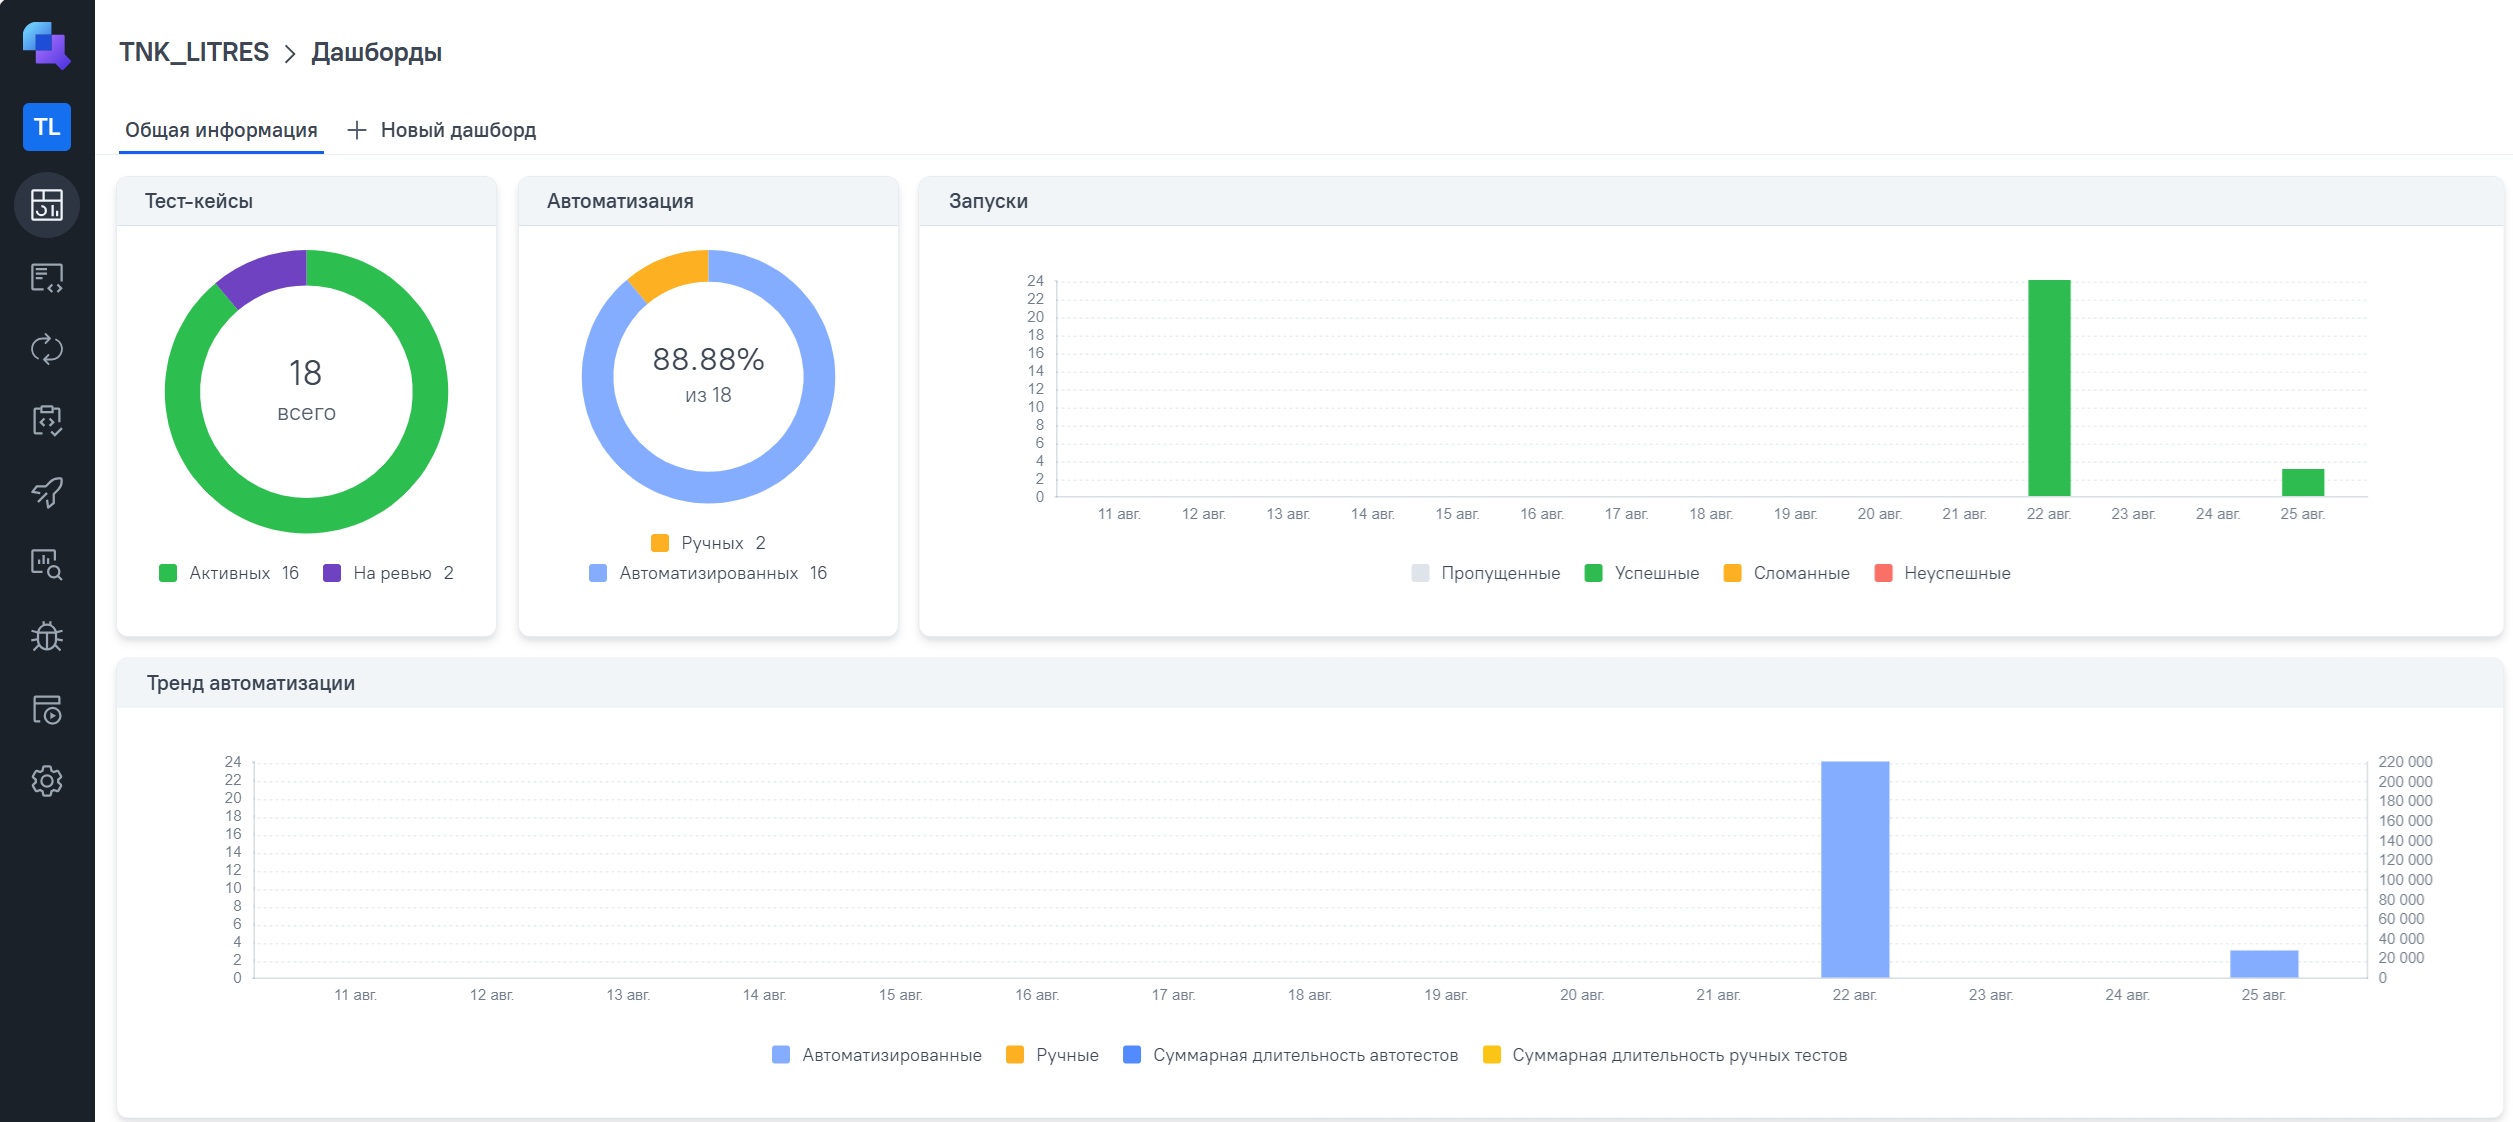 TNK_LITRES > Дашборды
TL
Общая информация + Новый дашборд
Тест-кейсы
18
всего
Активных 16 На ревью 2
Автоматизация
88.88%
из 18
Ручных 2
Автоматизированных 16
Запуски
24
22
20
18
16
14
12
10
8
6
4
2
0
11 авг. 12 авг. 13 авг. 14 авг. 15 авг. 16 авг. 17 авг. 18 авг. 19 авг. 20 авг. 21 авг. 22 авг. 23 авг. 24 авг. 25 авг.
Пропущенные Успешные Сломанные Неуспешные
Тренд автоматизации
24
22
20
18
16
14
12
10
8
6
4
2
0
220 000
200 000
180 000
160 000
140 000
120 000
100 000
80 000
60 000
40 000
20 000
0
11 авг. 12 авг. 13 авг. 14 авг. 15 авг. 16 авг. 17 авг. 18 авг. 19 авг. 20 авг. 21 авг. 22 авг. 23 авг. 24 авг. 25 авг.
Автоматизированные Ручные Суммарная длительность автотестов Суммарная длительность ручных тестов